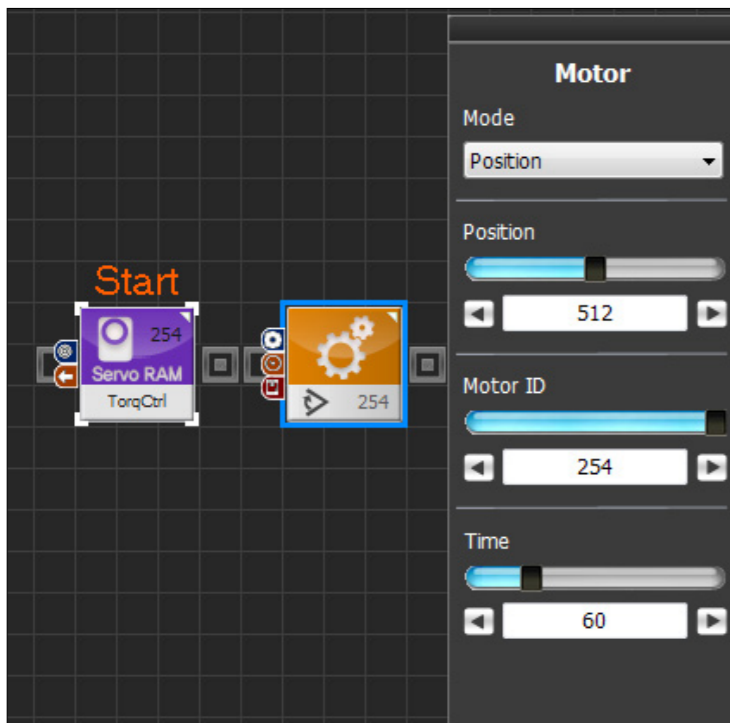 Start
254
Servo RAM
TorqCtrl
254
Motor
Mode
Position
Position
512
Motor ID
254
Time
60